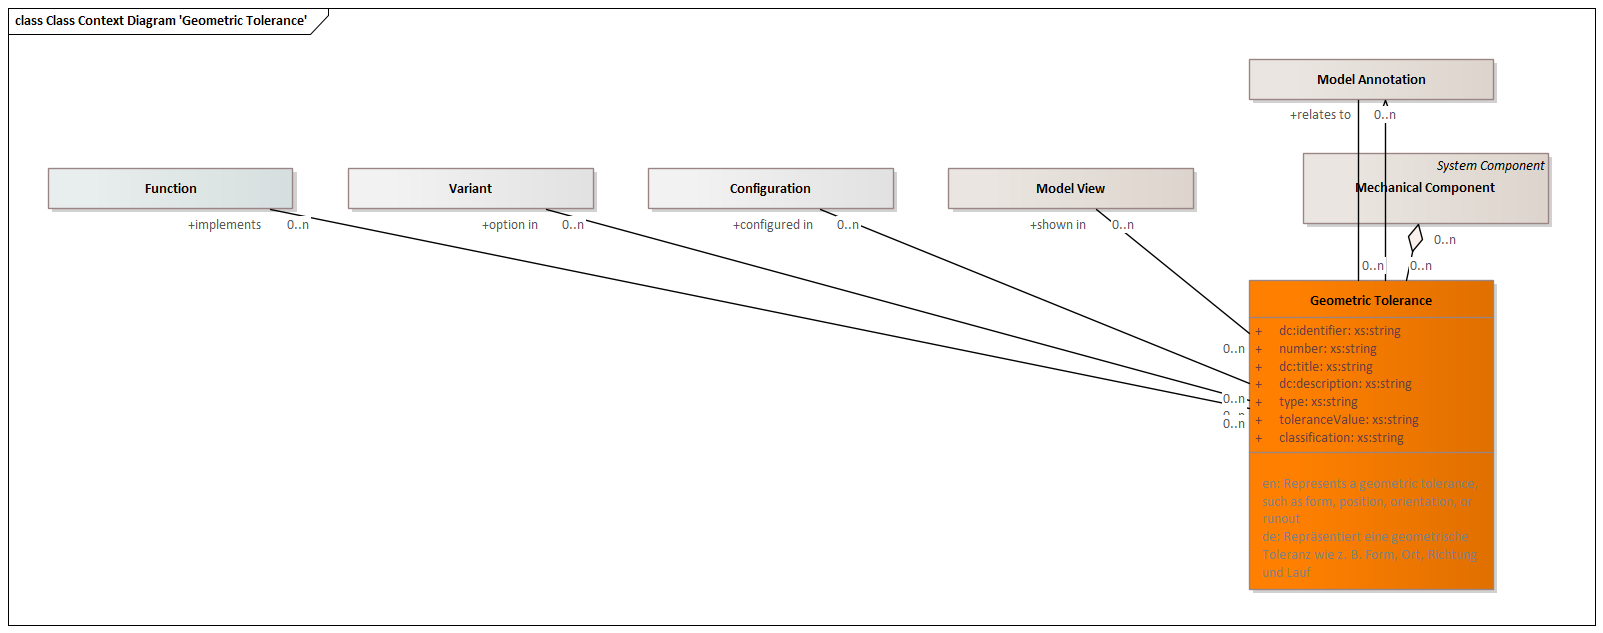 class Class Context Diagram 'Geometric Tolerance'
Model Annotation
+relates to
0..n
System Component
Mechanical Component
Function
Variant
Configuration
Model View
+implements
0..n
+option in
0..n
+configured in
0..n
+shown in
0..n
0..n
0..n
0..n
Geometric Tolerance
+ dc:identifier: xs:string
+ number: xs:string
0..n
+ dc:title: xs:string
+ dc:description: xs:string
+ type: xs:string
0..n
+ toleranceValue: xs:string
0..n
+ classification: xs:string
en: Represents a geometric tolerance,
such as form, position, orientation, or
runout
de: Repräsentiert eine geometrische
Toleranz wie z. B. Form, Ort, Richtung
und Lauf